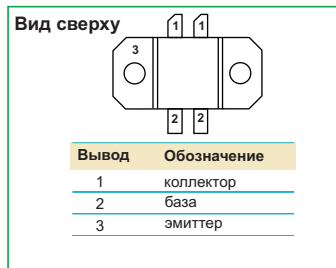 Вид сверху
1 1
3
2 2
Вывод Обозначение
1 коллектор
2 база
3 эмиттер